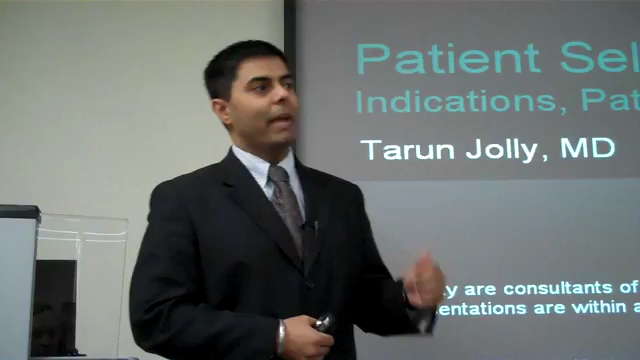 Patient Sel
Indications, Pat
Tarun Jolly, MD
are consultants of
entations are within a